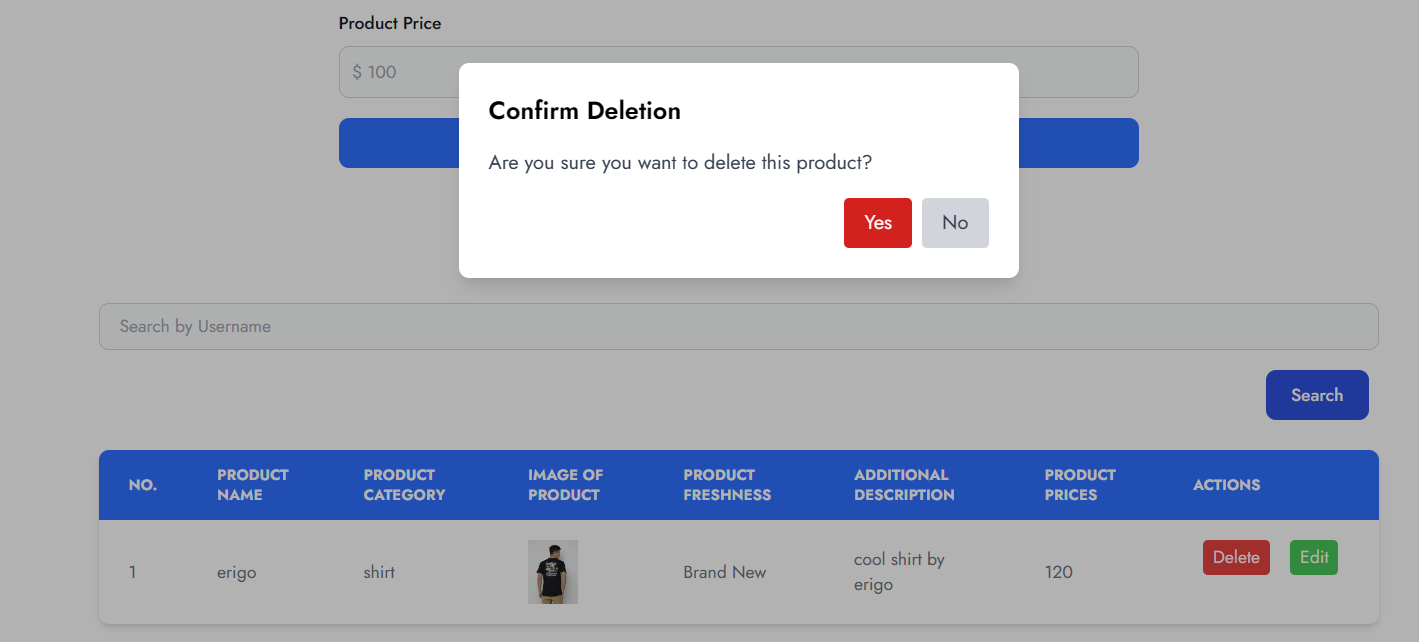 Product Price
$ 100
Confirm Deletion
Are you sure you want to delete this product?
Yes No
Search by Username
Search
NO. PRODUCT NAME PRODUCT CATEGORY IMAGE OF PRODUCT PRODUCT FRESHNESS ADDITIONAL DESCRIPTION PRODUCT PRICES ACTIONS
1 erigo shirt Brand New cool shirt by erigo 120 Delete Edit